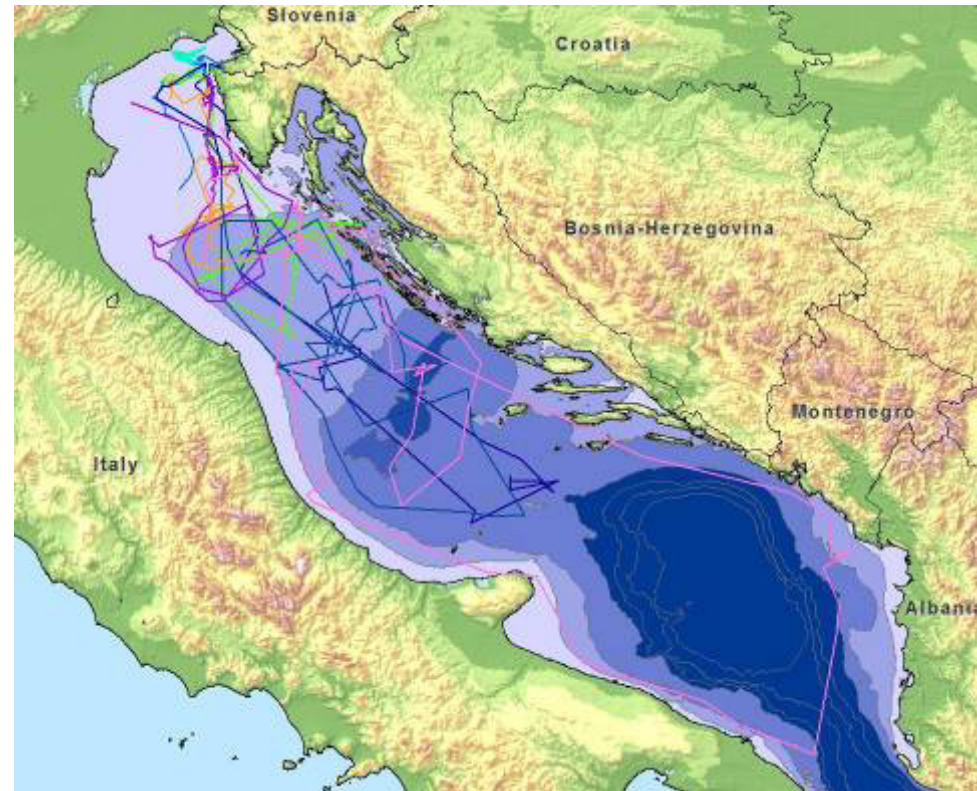 Slovenia
Croatia
Bosnia-Herzegovina
Montenegro
Italy
Albania